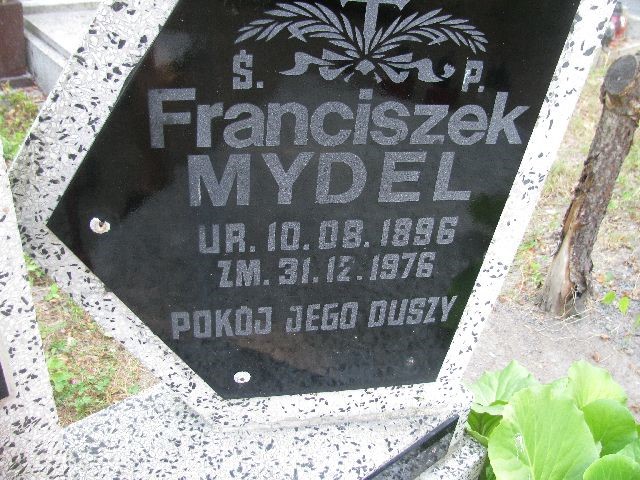 Ś. P.
Franciszek
MYDEL
UR. 10.08.1896
ZM. 31.12.1976
POKÓJ JEGO DUSZY